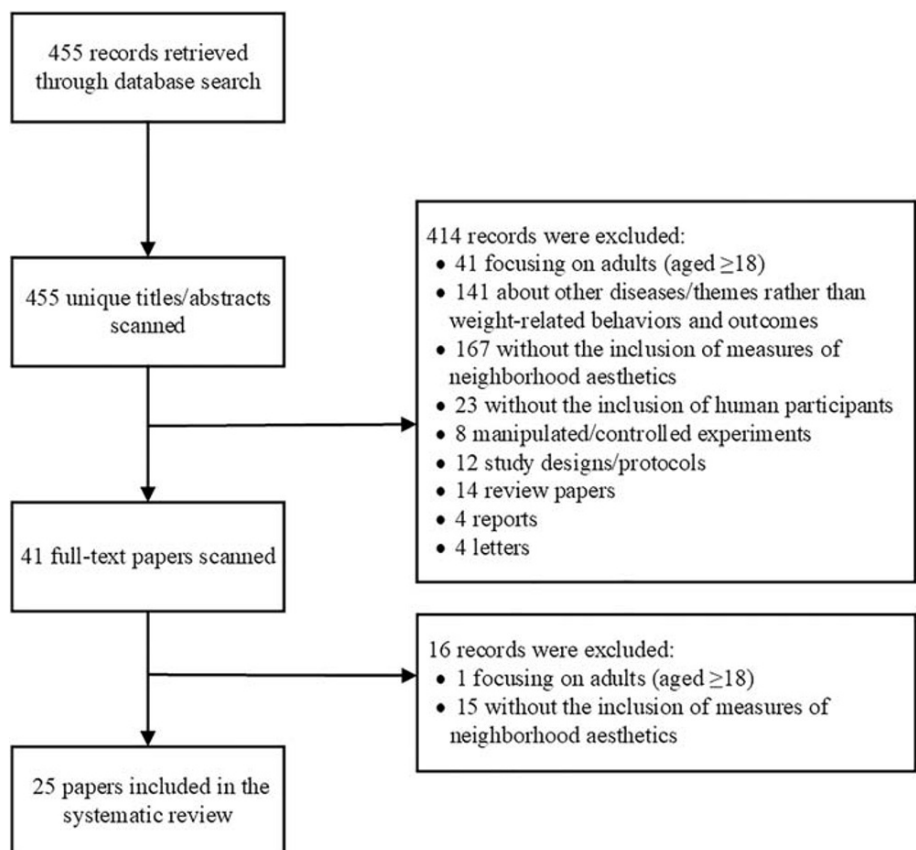 455 records retrieved
through database search
455 unique titles/abstracts
scanned
414 records were excluded:
• 41 focusing on adults (aged ≥18)
• 141 about other diseases/themes rather than
weight-related behaviors and outcomes
• 167 without the inclusion of measures of
neighborhood aesthetics
• 23 without the inclusion of human participants
• 8 manipulated/controlled experiments
• 12 study designs/protocols
• 14 review papers
• 4 reports
• 4 letters
41 full-text papers scanned
16 records were excluded:
• 1 focusing on adults (aged ≥18)
• 15 without the inclusion of measures of
neighborhood aesthetics
25 papers included in the
systematic review